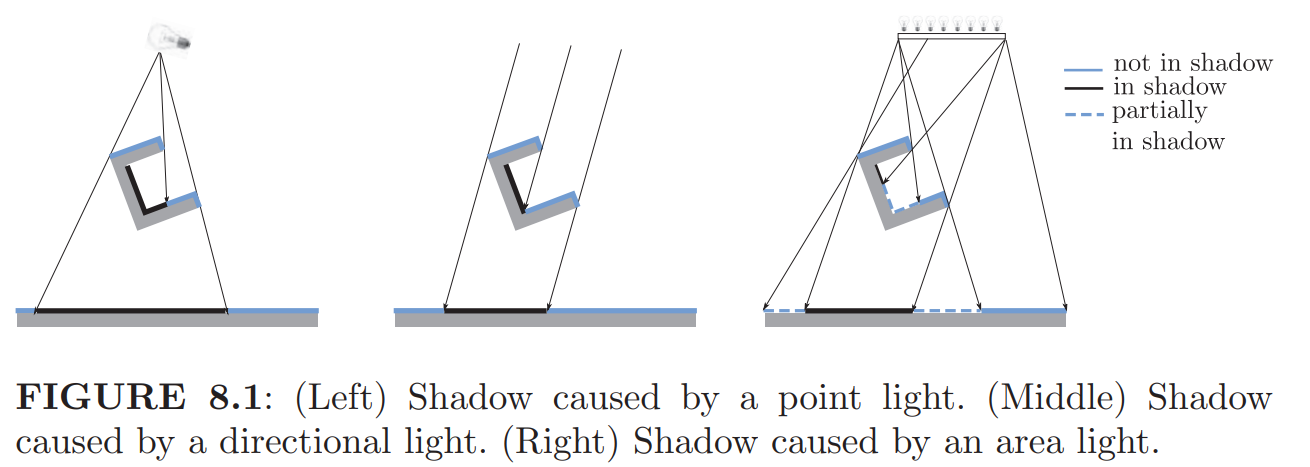 not in shadow
in shadow
partially
in shadow
FIGURE 8.1: (Left) Shadow caused by a point light. (Middle) Shadow
caused by a directional light. (Right) Shadow caused by an area light.